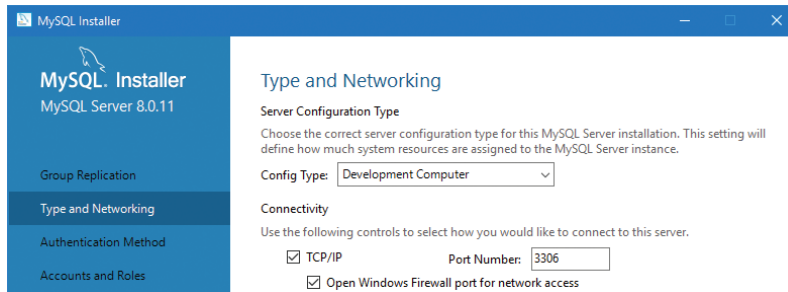 MySQL Installer
MySQL. Installer
MySQL Server 8.0.11
Group Replication
Type and Networking
Authentication Method
Accounts and Roles
Type and Networking
Server Configuration Type
Choose the correct server configuration type for this MySQL Server installation. This setting will
define how much system resources are assigned to the MySQL Server instance.
Config Type: Development Computer
Connectivity
Use the following controls to select how you would like to connect to this server.
TCP/IP Port Number: 3306
Open Windows Firewall port for network access